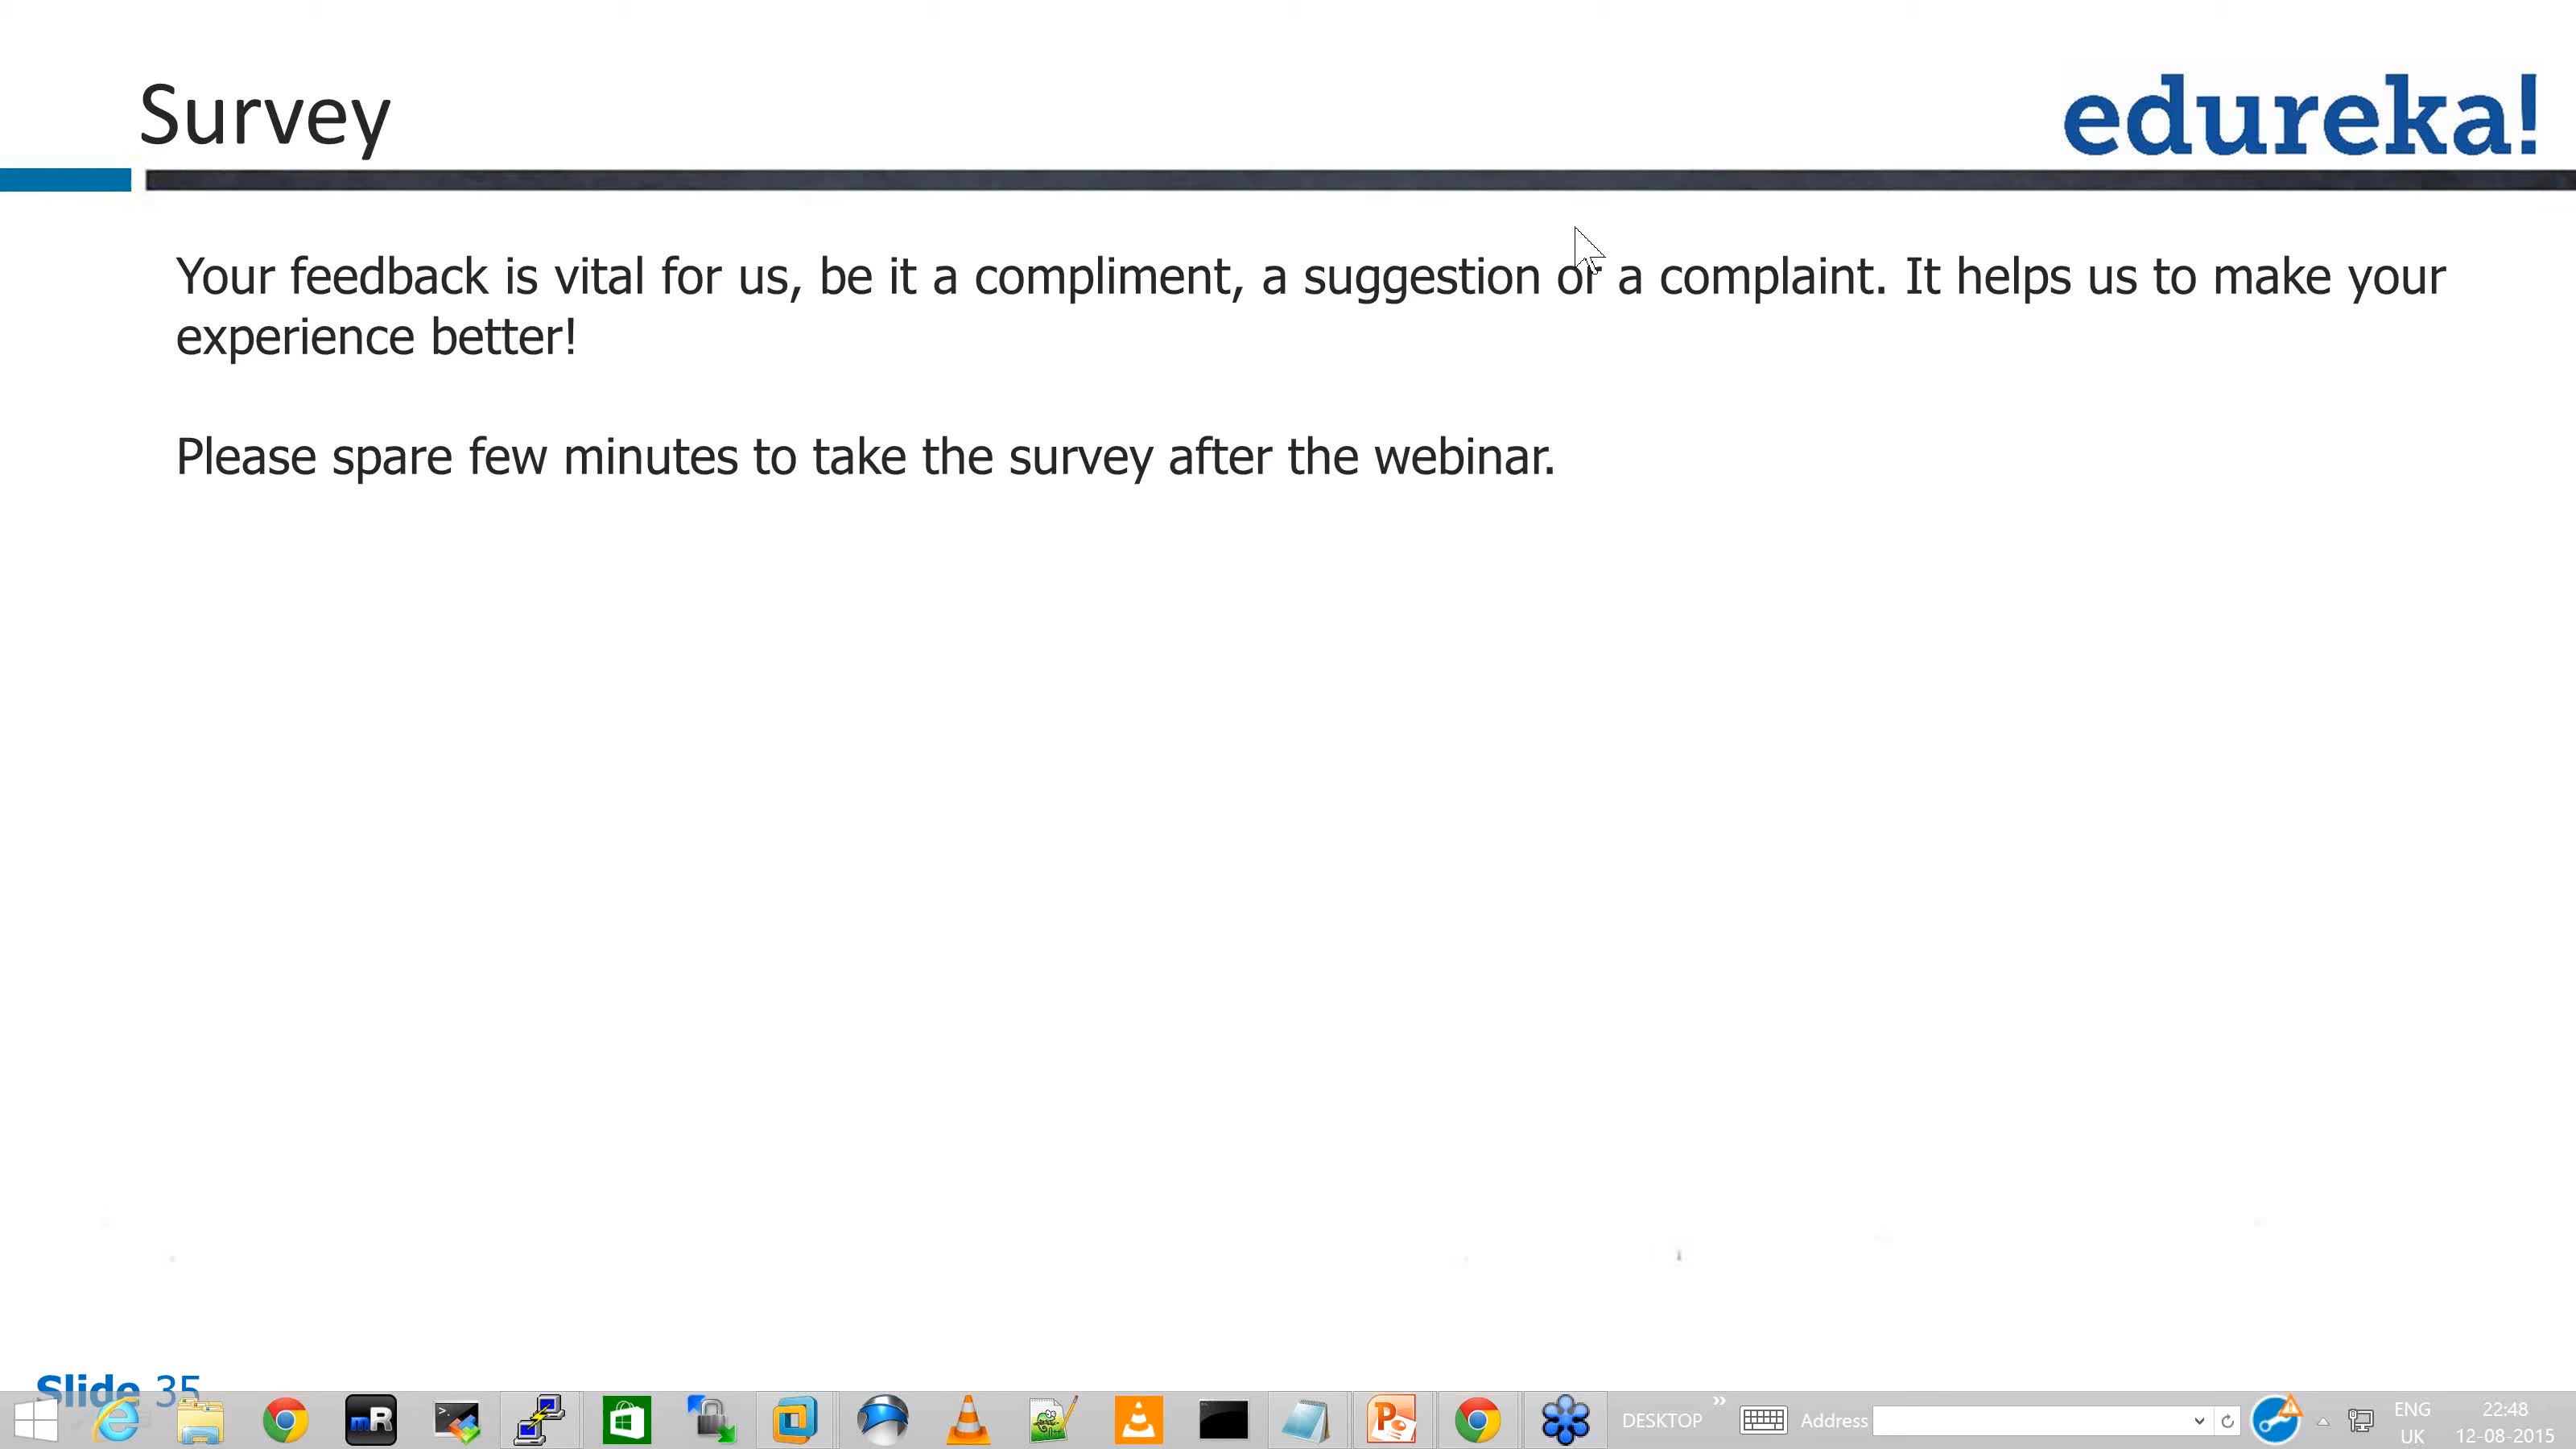 Survey
edureka!
Your feedback is vital for us, be it a compliment, a suggestion or a complaint. It helps us to make your
experience better!
Please spare few minutes to take the survey after the webinar.
Slide 35
mR
DESKTOP
Address
ENG
UK
22:48
12-08-2015